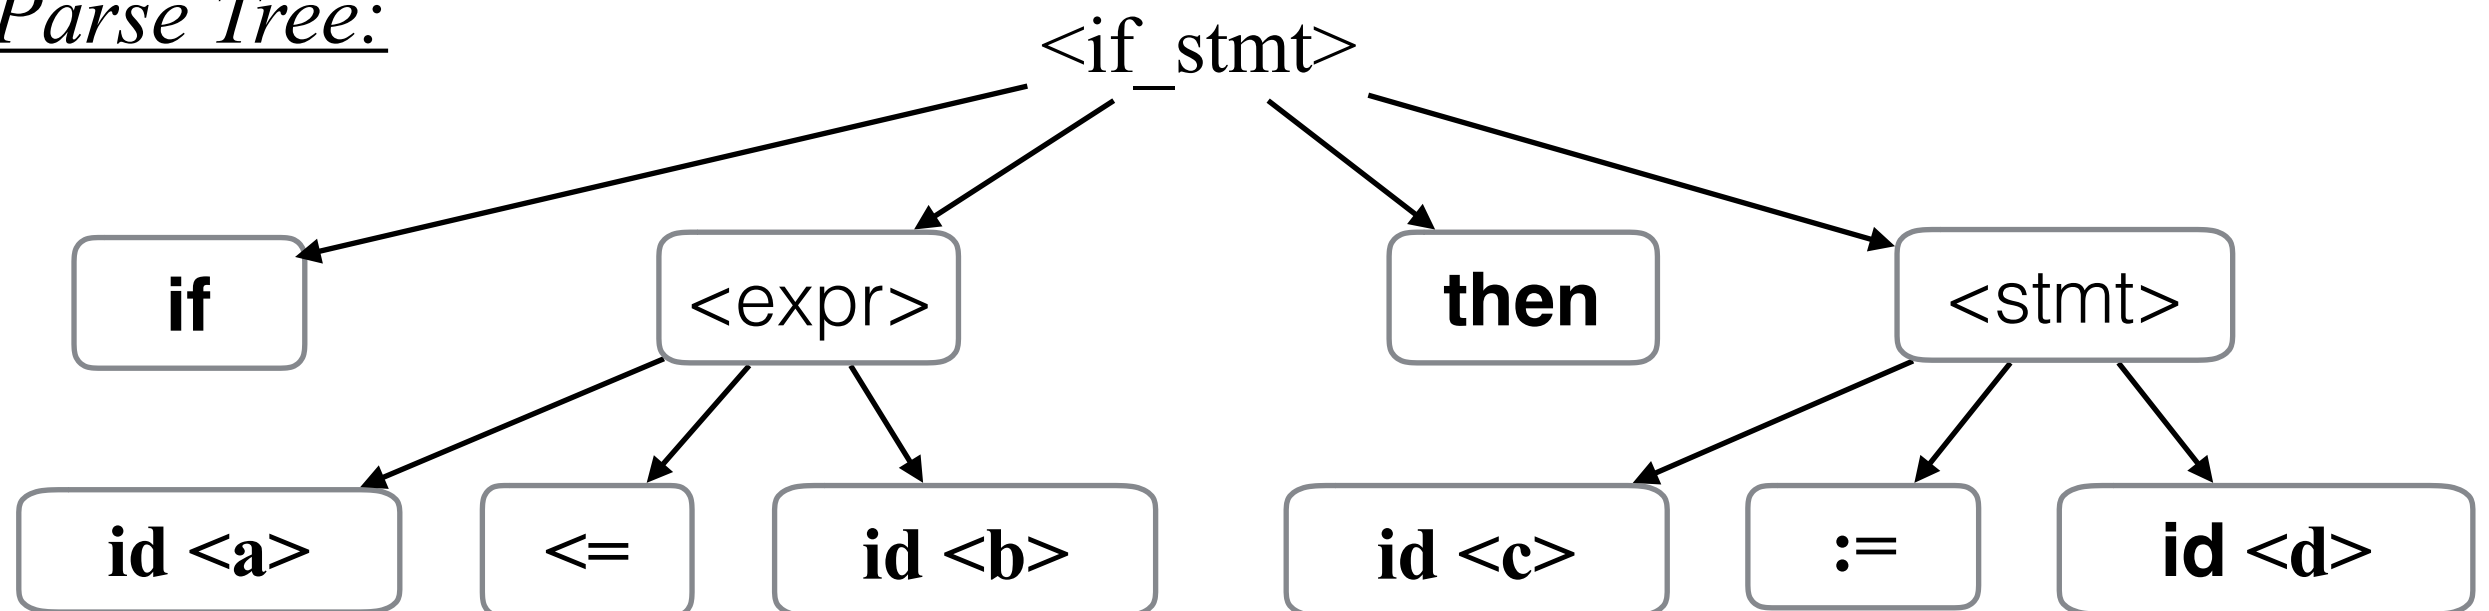 Parse Tree:
<if_stmt>
if <expr> then <stmt>
id <a> <= id <b> id <c> := id <d>